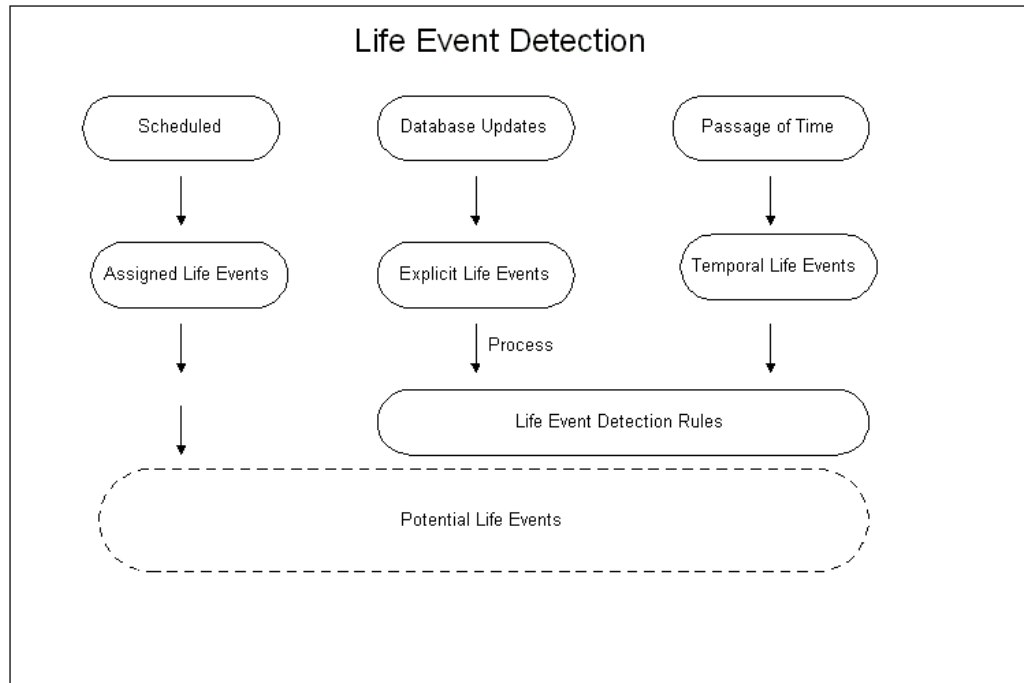 Life Event Detection
Scheduled
Database Updates
Passage of Time
Assigned Life Events
Explicit Life Events
Temporal Life Events
Process
Life Event Detection Rules
Potential Life Events